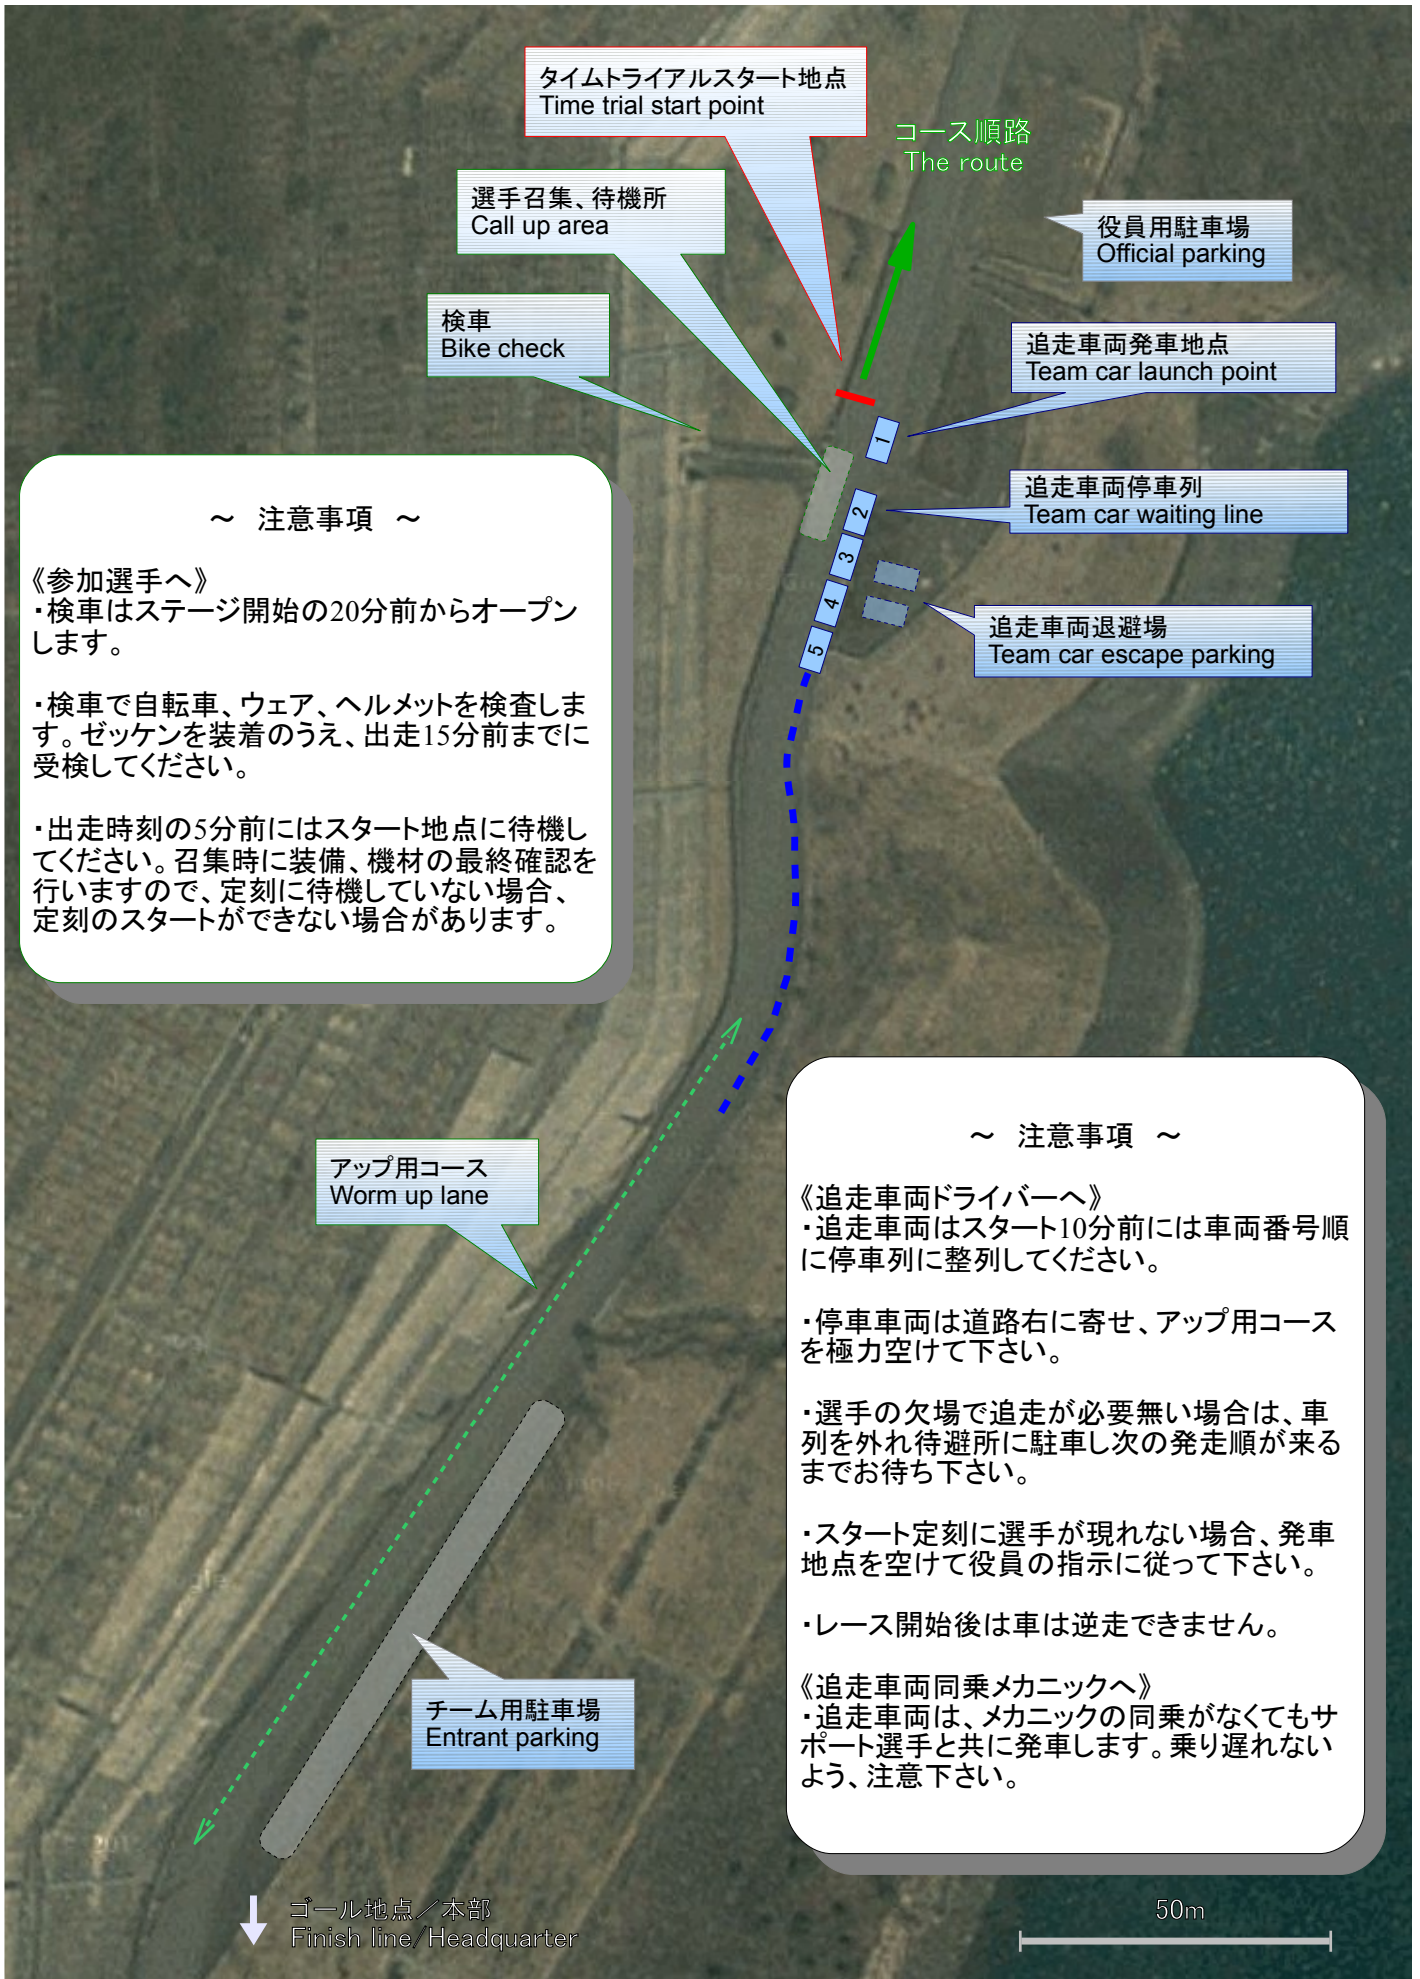 タイムトライアルスタート地点
Time trial start point
コース順路
The route
選手召集、待機所
Call up area
役員用駐車場
Official parking
検車
Bike check
追走車両発車地点
Team car launch point
1
追走車両停車列
Team car waiting line
2
3
4
5
追走車両退避場
Team car escape parking
～ 注意事項 ～
《参加選手へ》
・検車はステージ開始の20分前からオープン
します。
・検車で自転車、ウェア、ヘルメットを検査しま
す。ゼッケンを装着のうえ、出走15分前までに
受検してください。
・出走時刻の5分前にはスタート地点に待機し
てください。召集時に装備、機材の最終確認を
行いますので、定刻に待機していない場合、
定刻のスタートができない場合があります。
アップ用コース
Worm up lane
～ 注意事項 ～
《追走車両ドライバーへ》
・追走車両はスタート10分前には車両番号順
に停車列に整列してください。
・停車車両は道路右に寄せ、アップ用コース
を極力空けて下さい。
・選手の欠場で追走が必要無い場合は、車
列を外れ待避所に駐車し次の発走順が来る
までお待ち下さい。
・スタート定刻に選手が現れない場合、発車
地点を空けて役員の指示に従って下さい。
・レース開始後は車は逆走できません。
《追走車両同乗メカニックへ》
・追走車両は、メカニックの同乗がなくてもサ
ポート選手と共に発車します。乗り遅れない
よう、注意下さい。
チーム用駐車場
Entrant parking
ゴール地点／本部
Finish line/Headquarter
50m